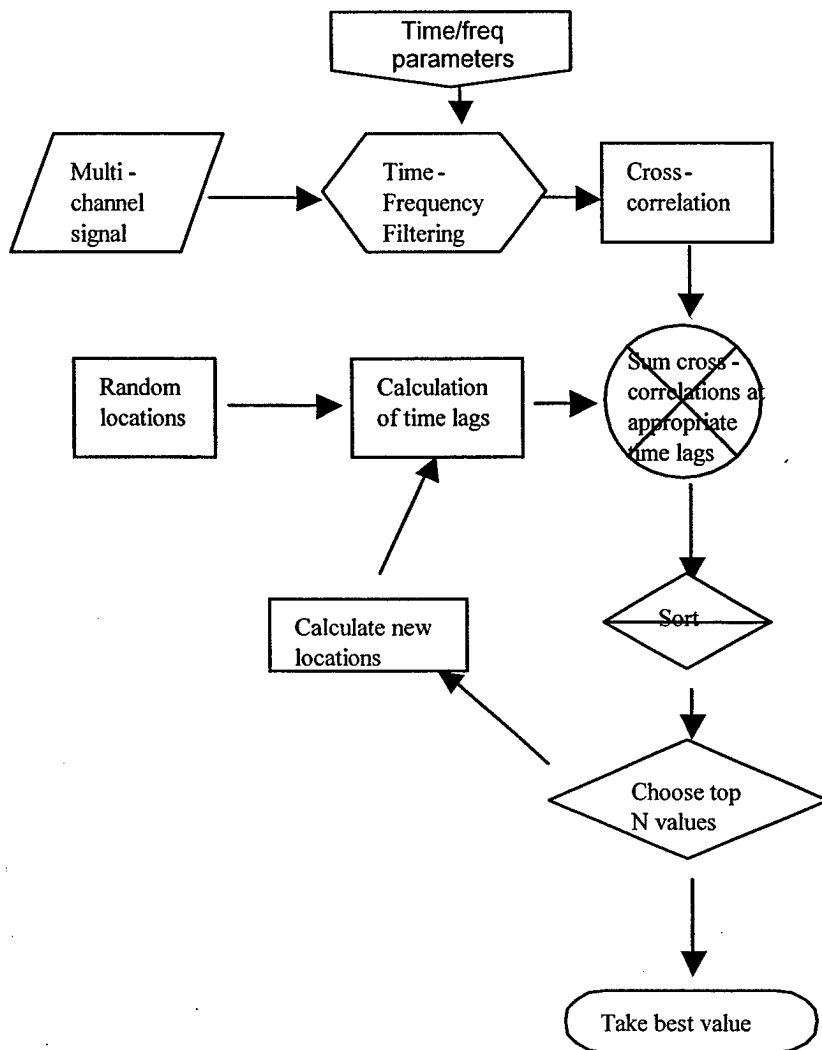 Time/freq
parameters
Multi -
channel
signal
Time -
Frequency
Filtering
Cross-
correlation
Random
locations
Calculation
of time lags
Sum cross -
correlations at
appropriate
time lags
Calculate new
locations
Sort
Choose top
N values
Take best value